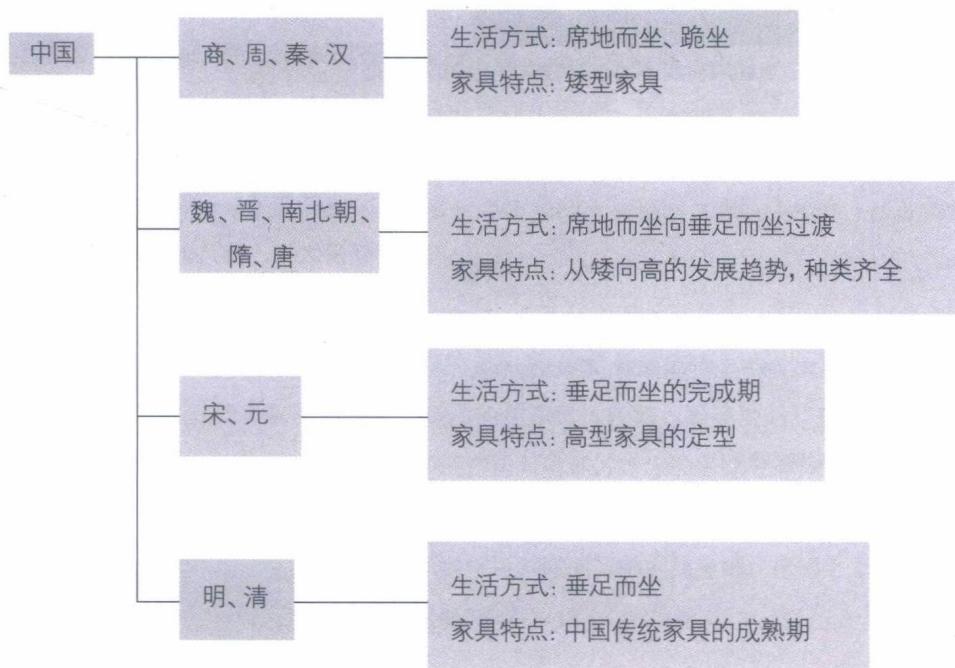 中国
商、周、秦、汉
生活方式: 席地而坐、跪坐
家具特点: 矮型家具
魏、晋、南北朝、
隋、唐
生活方式: 席地而坐向垂足而坐过渡
家具特点: 从矮向高的发展趋势, 种类齐全
宋、元
生活方式: 垂足而坐的完成期
家具特点: 高型家具的定型
明、清
生活方式: 垂足而坐
家具特点: 中国传统家具的成熟期